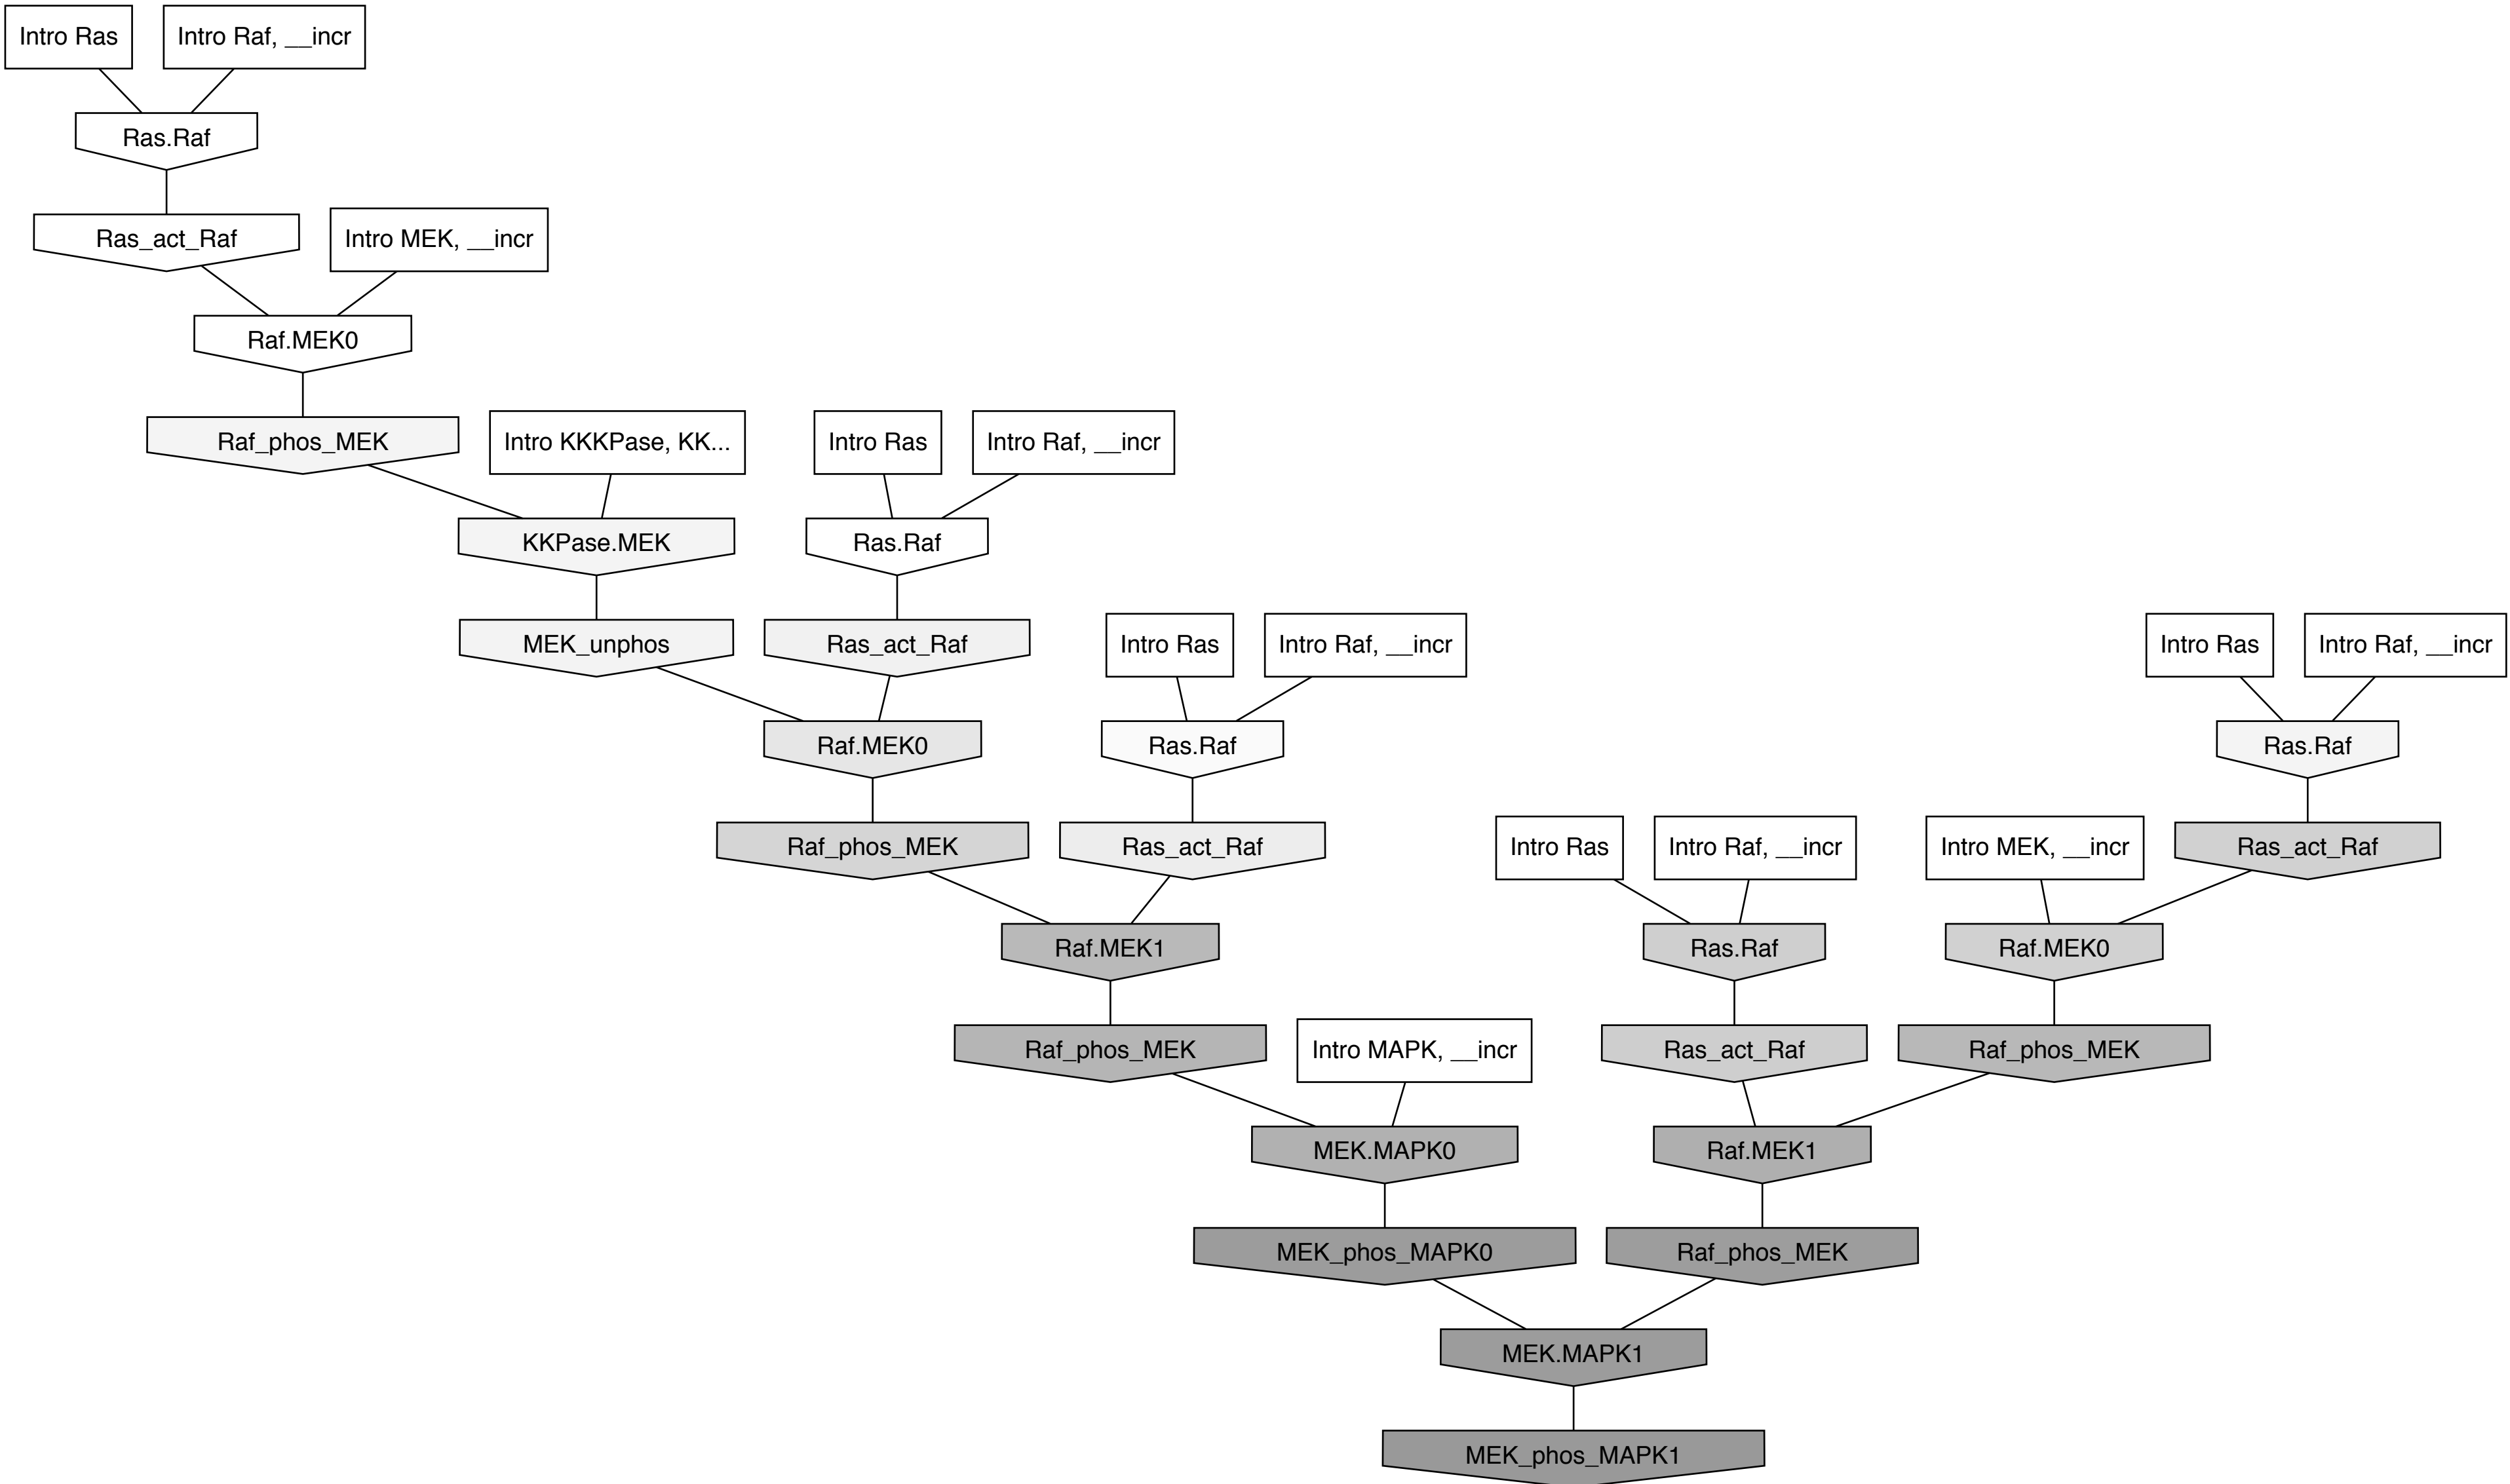 Intro Ras
Intro Raf, __incr
Ras.Raf
Ras_act_Raf
Intro MEK, __incr
Raf.MEK0
Raf_phos_MEK
Intro KKKPase, KK...
Intro Ras
Intro Raf, __incr
KKPase.MEK
Ras.Raf
MEK_unphos
Ras_act_Raf
Intro Ras
Intro Raf, __incr
Intro Ras
Intro Raf, __incr
Raf.MEK0
Ras.Raf
Ras.Raf
Raf_phos_MEK
Ras_act_Raf
Intro Ras
Intro Raf, __incr
Intro MEK, __incr
Ras_act_Raf
Raf.MEK1
Ras.Raf
Raf.MEK0
Raf_phos_MEK
Intro MAPK, __incr
Ras_act_Raf
Raf_phos_MEK
MEK.MAPK0
Raf.MEK1
MEK_phos_MAPK0
Raf_phos_MEK
MEK.MAPK1
MEK_phos_MAPK1